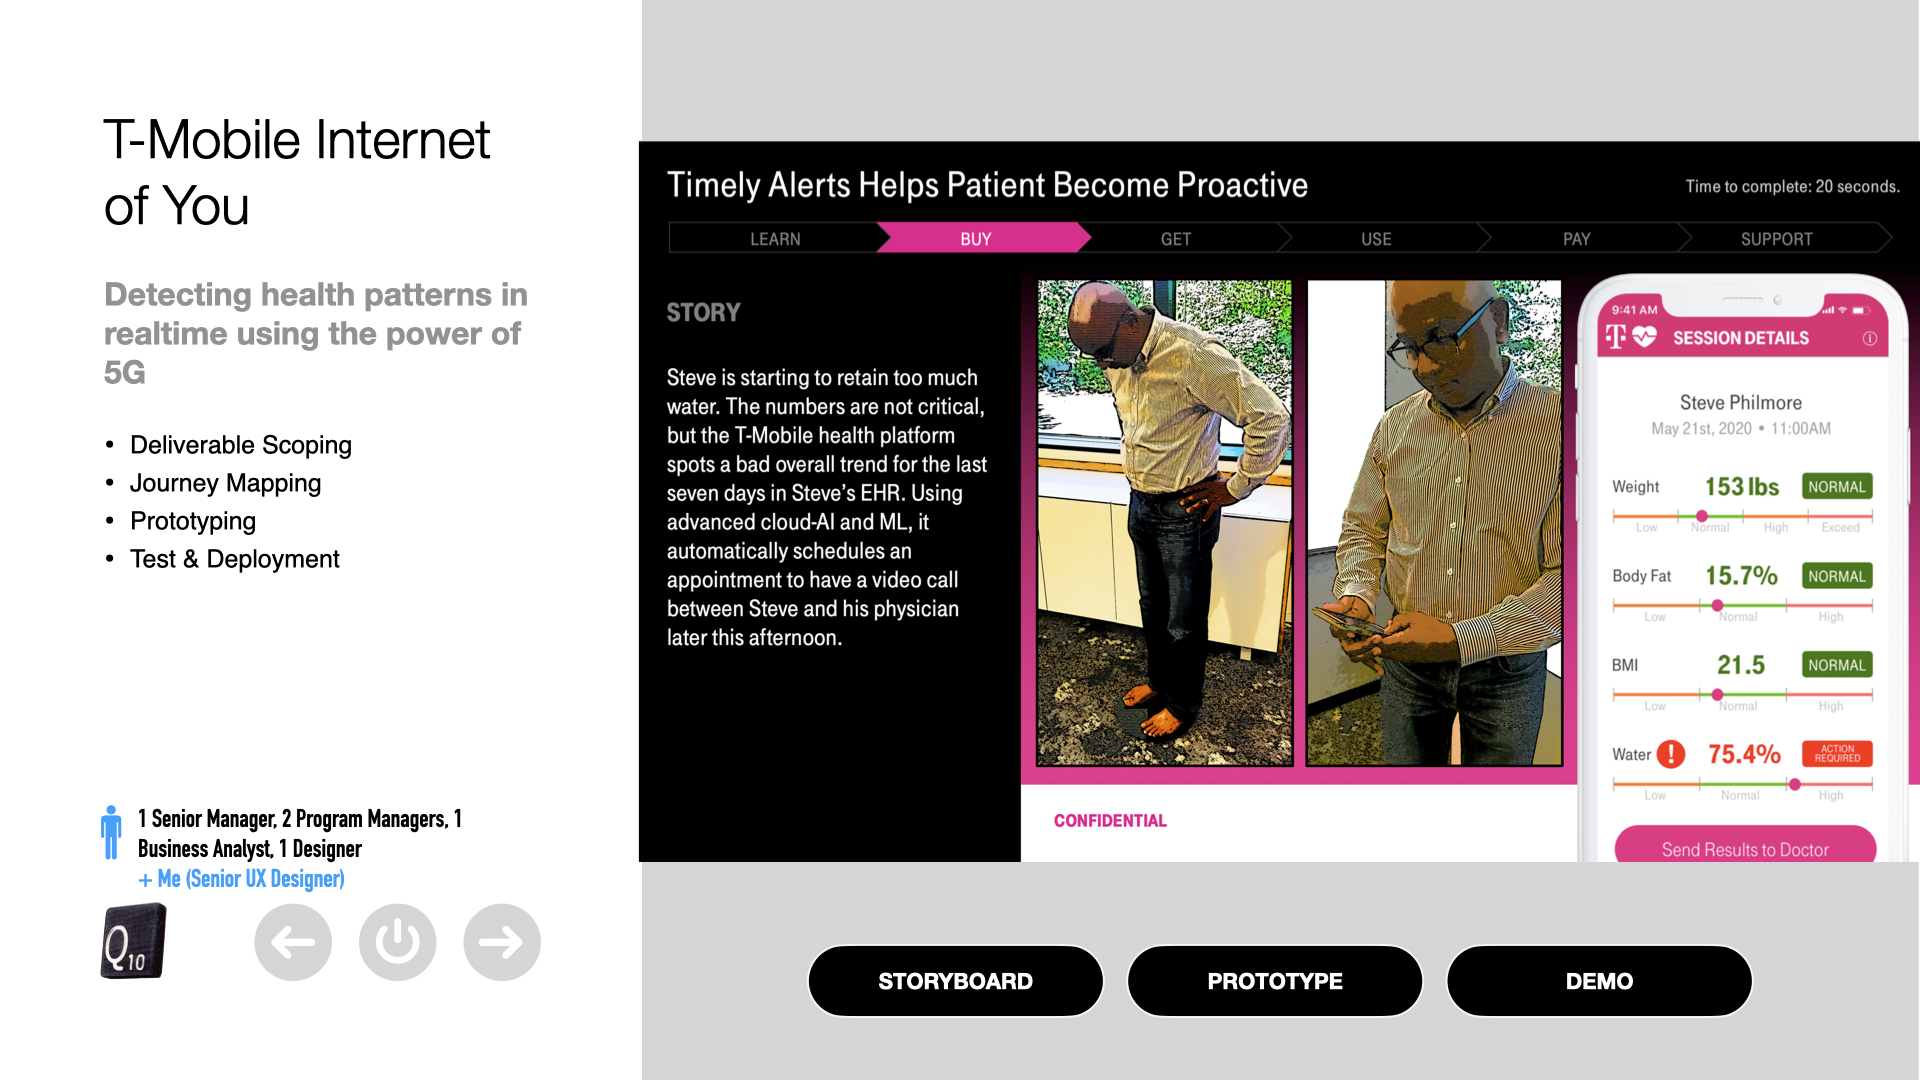 T-Mobile Internet
of You
Detecting health patterns in
realtime using the power of
5G
• Deliverable Scoping
• Journey Mapping
• Prototyping
• Test & Deployment
1 Senior Manager, 2 Program Managers, 1
Business Analyst, 1 Designer
+ Me (Senior UX Designer)
Q10
Timely Alerts Helps Patient Become Proactive
Time to complete: 20 seconds.
LEARN
BUY
GET
USE
PAY
SUPPORT
STORY
Steve is starting to retain too much
water. The numbers are not critical,
but the T-Mobile health platform
spots a bad overall trend for the last
seven days in Steve’s EHR. Using
advanced cloud-AI and ML, it
automatically schedules an
appointment to have a video call
between Steve and his physician
later this afternoon.
CONFIDENTIAL
9:41 AM
T SESSION DETAILS
Steve Philmore
May 21st, 2020 • 11:00AM
Weight 153 lbs NORMAL
Low Normal High Exceed
Body Fat 15.7% NORMAL
Low Normal High
BMI 21.5 NORMAL
Low Normal High
Water ! 75.4% ACTION
REQUIRED
Low Normal High
Send Results to Doctor
STORYBOARD
PROTOTYPE
DEMO